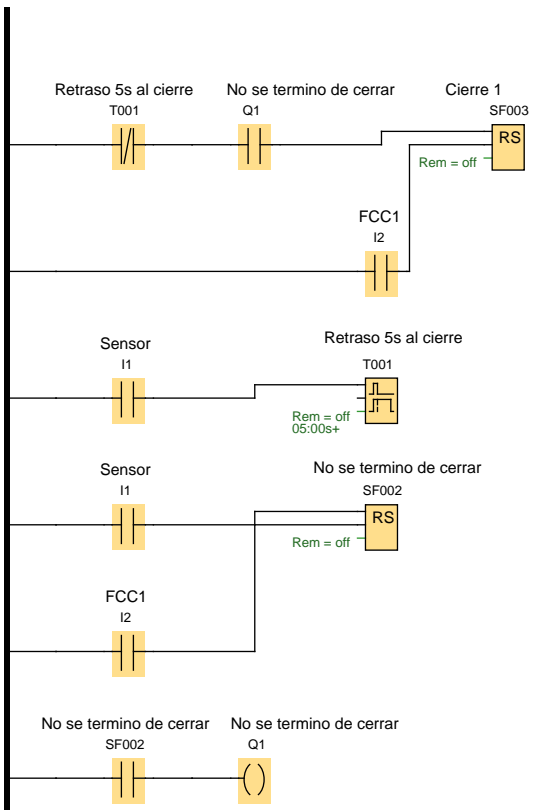 Retraso 5s al cierre No se termino de cerrar Cierre 1
T001 Q1 SF003
RS
Rem = off
FCC1
I2
Retraso 5s al cierre
Sensor
I1 T001
Rem = off
05:00s+
Sensor No se termino de cerrar
I1 SF002
RS
Rem = off
FCC1
I2
No se termino de cerrar No se termino de cerrar
SF002 Q1